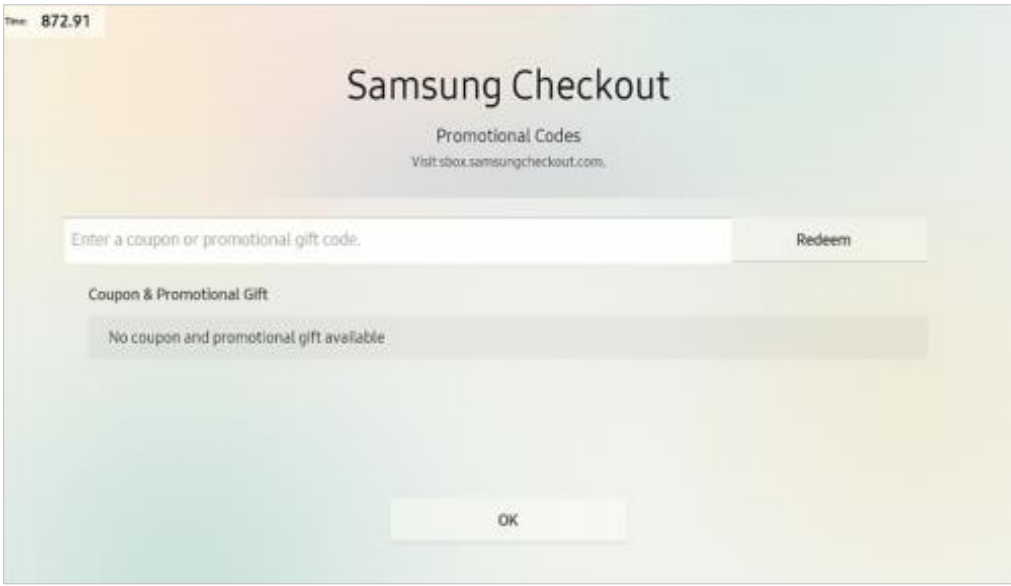 Time: 872.91
Samsung Checkout
Promotional Codes
Visit sbox.samsungcheckout.com.
Enter a coupon or promotional gift code.
Redeem
Coupon & Promotional Gift
No coupon and promotional gift available
OK